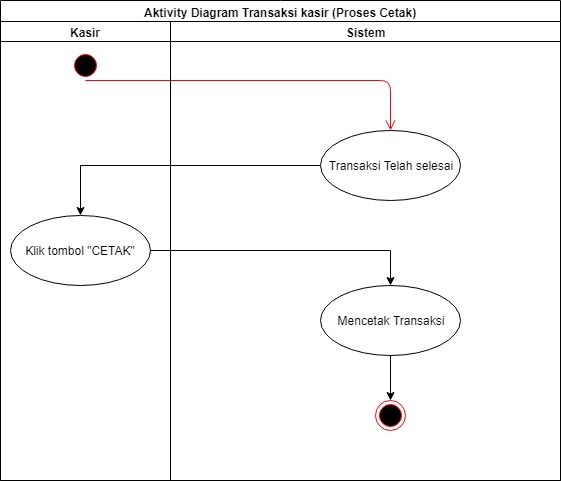 Aktivity Diagram Transaksi kasir (Proses Cetak)
Kasir
Sistem
Transaksi Telah selesai
Klik tombol "CETAK"
Mencetak Transaksi